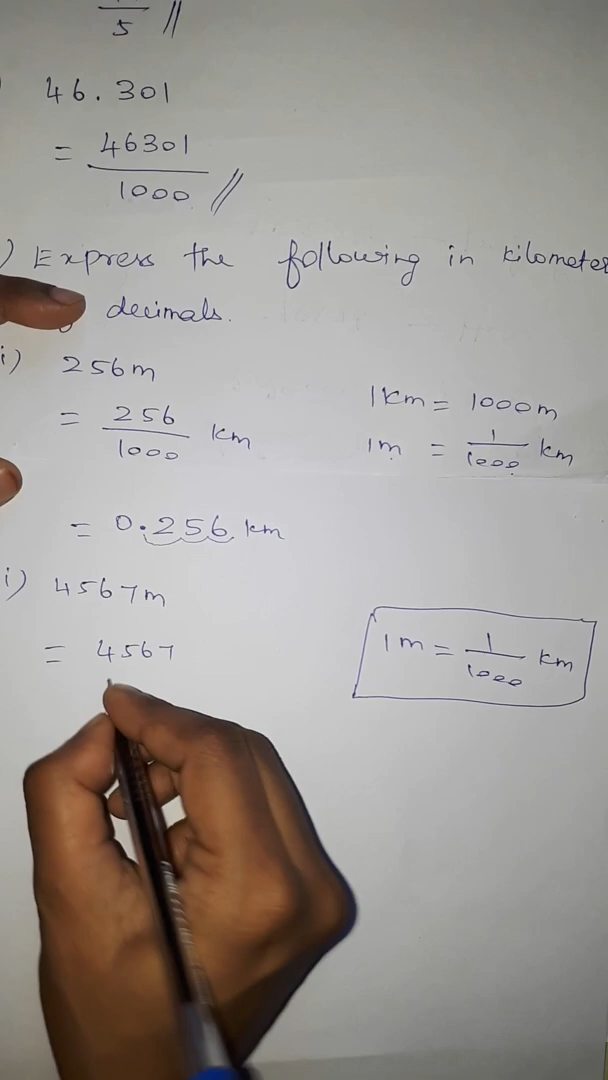 5 //
46.301
= 46301
1000 //
) Express the following in kilometer
decimals.
i) 256m
= 256/1000 km
1km = 1000m
1m = 1/1000 km
= 0.256 km
i) 4567m
= 4567
1m = 1/1000 km